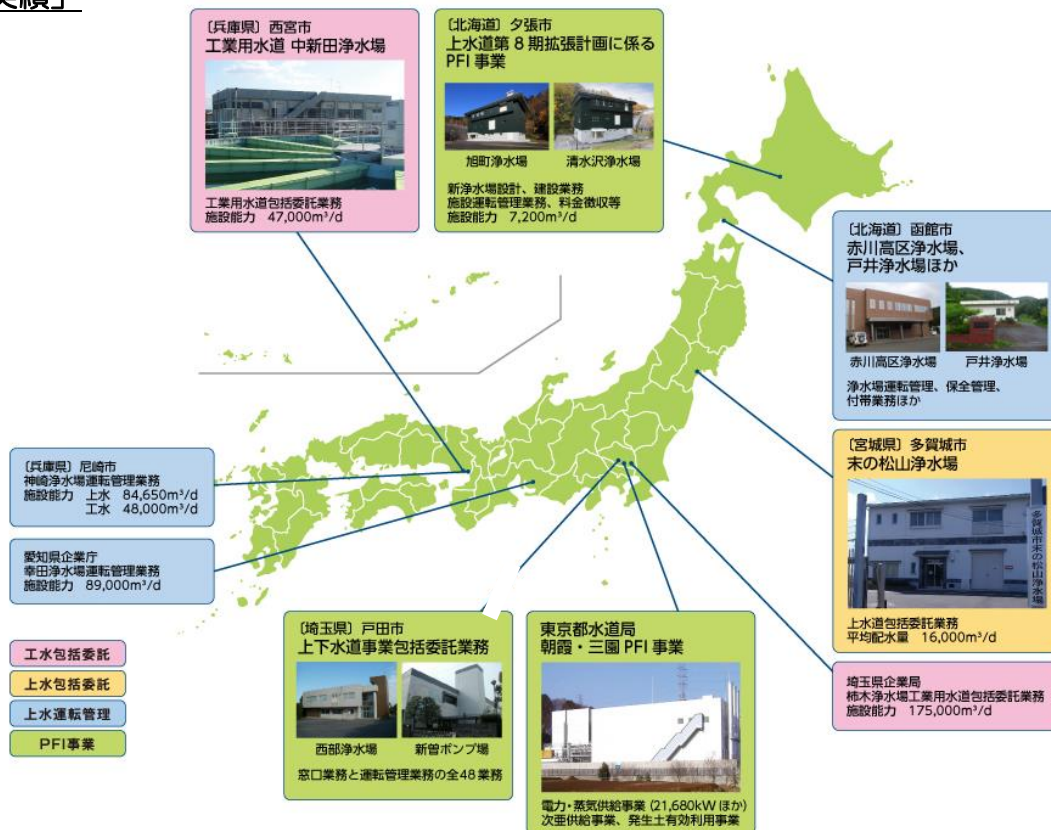 〔兵庫県〕西宮市
工業用水道 中新田浄水場
工業用水道包括委託業務
施設能力 47,000m³/d
〔北海道〕夕張市
上水道第8期拡張計画に係る
PFI 事業
旭町浄水場
清水沢浄水場
新浄水場設計、建設業務
施設運転管理業務、料金徴収等
施設能力 7,200m³/d
〔北海道〕函館市
赤川高区浄水場、
戸井浄水場ほか
赤川高区浄水場
戸井浄水場
浄水場運転管理、保全管理、
付帯業務ほか
〔宮城県〕多賀城市
末の松山浄水場
多賀城市末の松山浄水場
上水道包括委託業務
平均配水量 16,000m³/d
〔兵庫県〕尼崎市
神崎浄水場運転管理業務
施設能力 上水 84,650m³/d
工水 48,000m³/d
愛知県企業庁
幸田浄水場運転管理業務
施設能力 89,000m³/d
〔埼玉県〕戸田市
上下水道事業包括委託業務
西部浄水場
新曽ポンプ場
窓口業務と運転管理業務の全48業務
東京都水道局
朝霞・三園 PFI 事業
電力・蒸気供給事業 (21,680kW ほか)
次亜供給事業、発生土有効利用事業
埼玉県企業局
柿木浄水場工業用水道包括委託業務
施設能力 175,000m³/d
工水包括委託
上水包括委託
上水運転管理
PFI事業